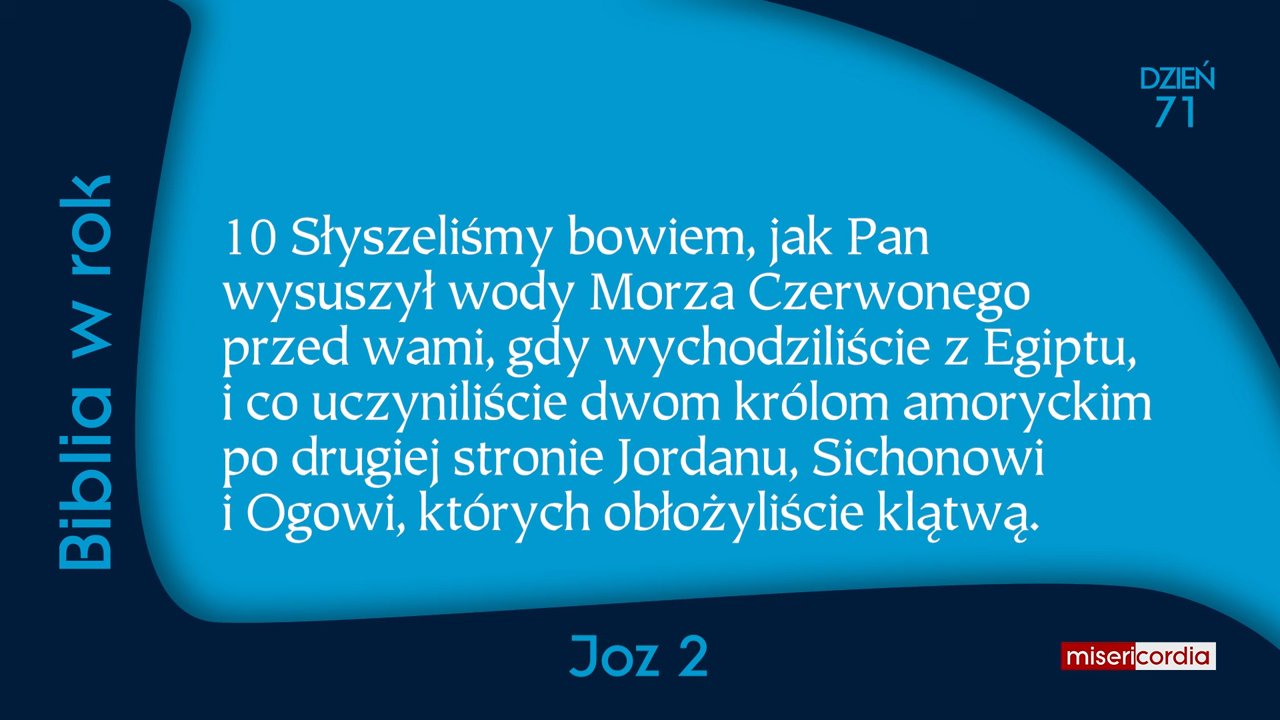 DZIEŃ
71
Biblia w rok
10 Słyszeliśmy bowiem, jak Pan
wysuszył wody Morza Czerwonego
przed wami, gdy wychodziliście z Egiptu,
i co uczyniliście dwom królom amoryckim
po drugiej stronie Jordanu, Sichonowi
i Ogowi, których obłożyliście klątwą.
Joz 2
misericordia